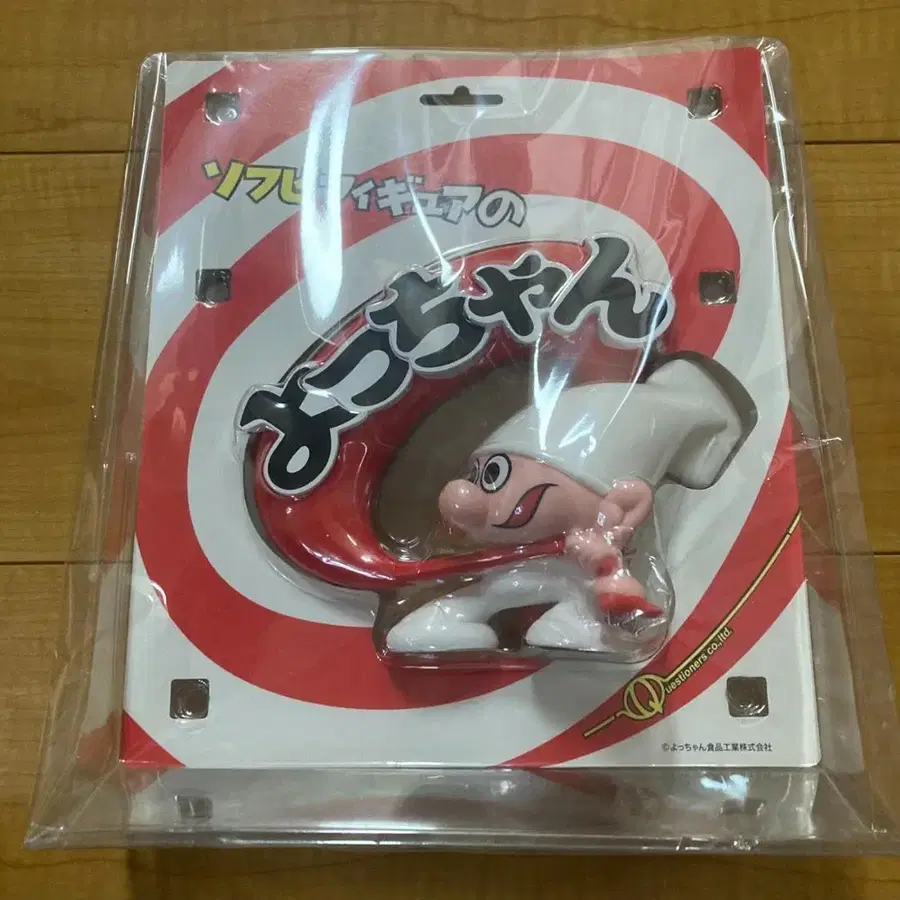 ソフビフィギュアの
よっちゃん
Questioners co.,ltd.
©よっちゃん食品工業株式会社